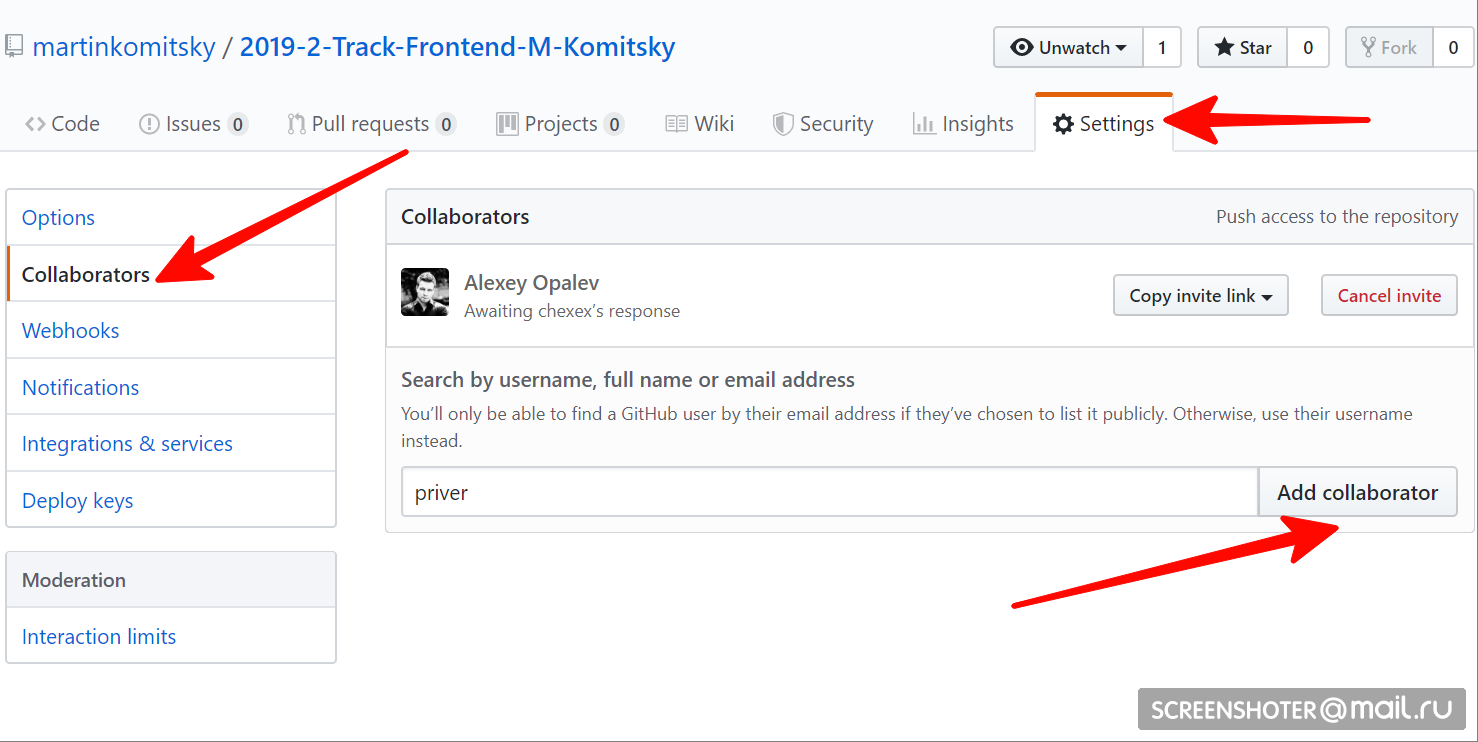 martinkomitsky / 2019-2-Track-Frontend-M-Komitsky
Unwatch 1 Star 0 Fork 0
Code Issues 0 Pull requests 0 Projects 0 Wiki Security Insights Settings
Options
Collaborators
Webhooks
Notifications
Integrations & services
Deploy keys
Moderation
Interaction limits
Collaborators Push access to the repository
Alexey Opalev
Awaiting chexex’s response
Copy invite link Cancel invite
Search by username, full name or email address
You’ll only be able to find a GitHub user by their email address if they’ve chosen to list it publicly. Otherwise, use their username
instead.
priver Add collaborator
SCREENSHOTER@mail.ru